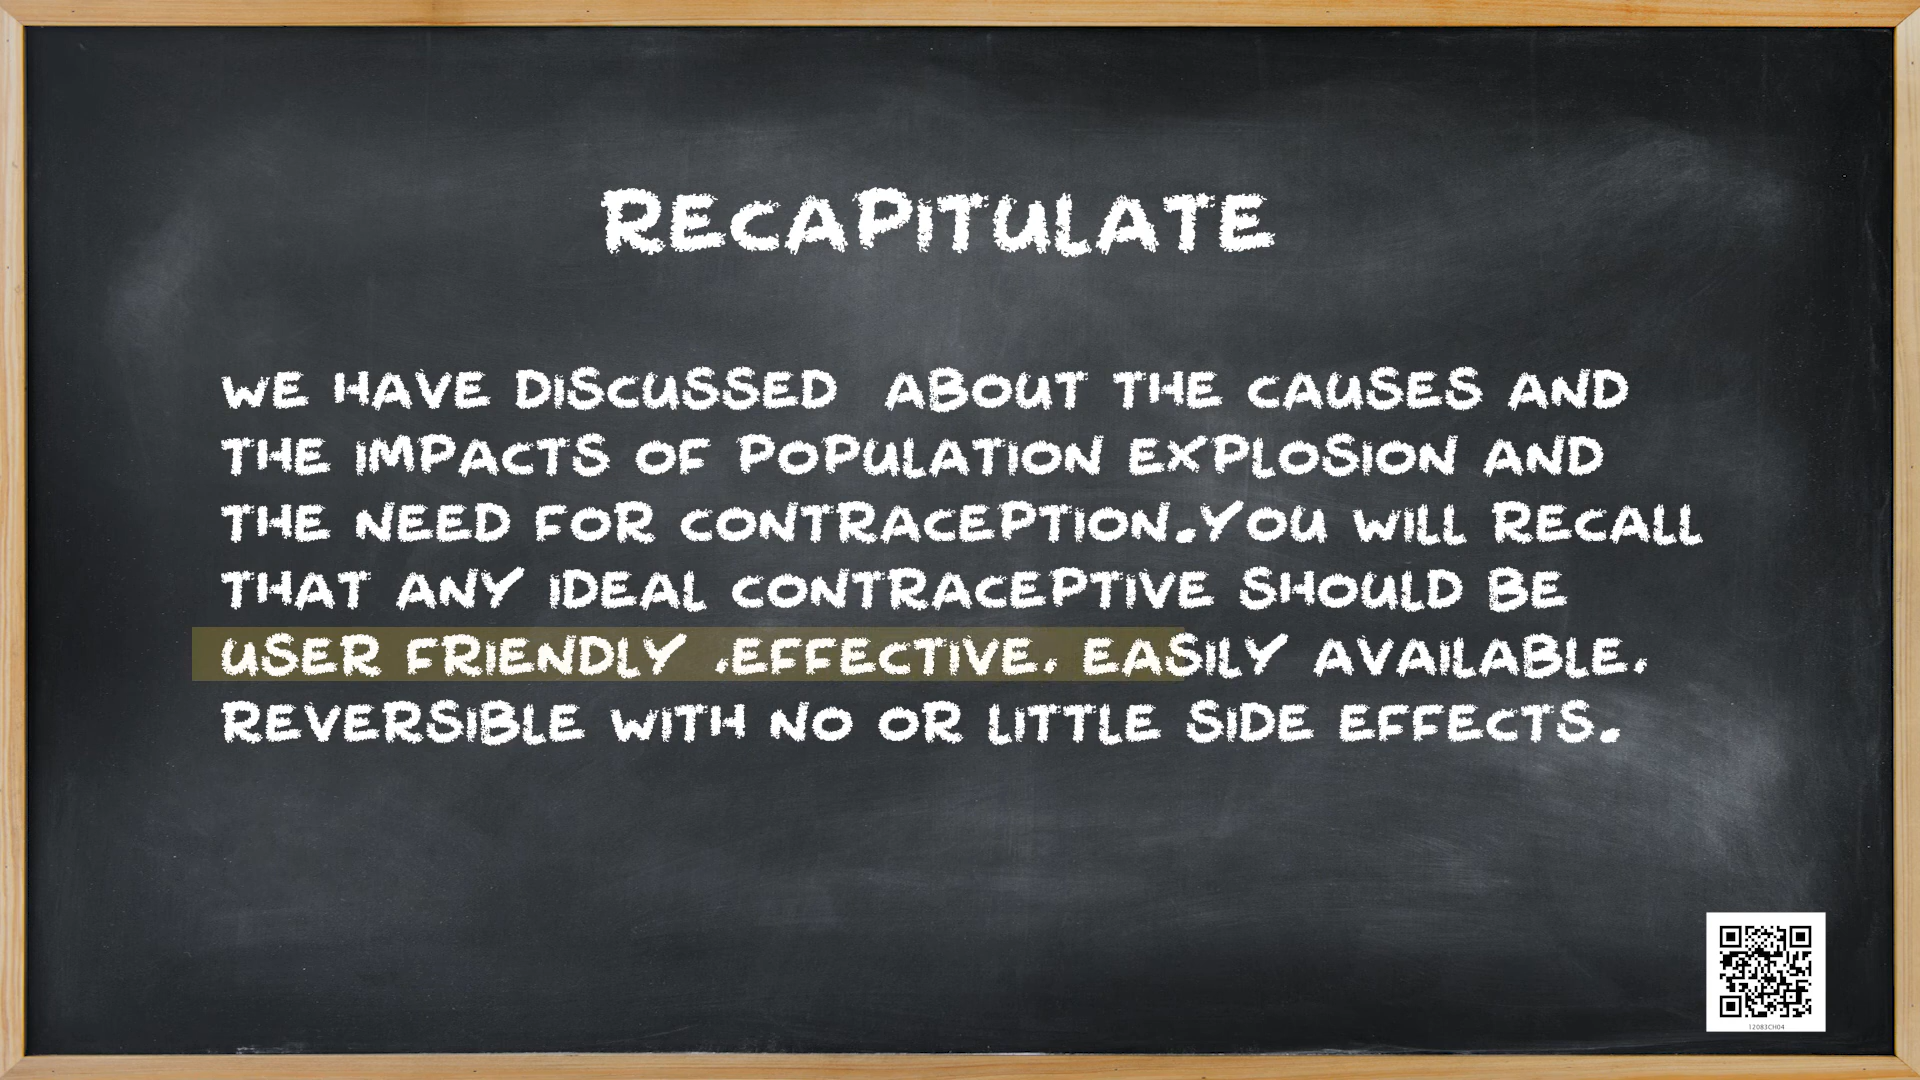 RECAPITULATE
WE HAVE DISCUSSED ABOUT THE CAUSES AND
THE IMPACTS OF POPULATION EXPLOSION AND
THE NEED FOR CONTRACEPTION.YOU WILL RECALL
THAT ANY IDEAL CONTRACEPTIVE SHOULD BE
USER FRIENDLY ,EFFECTIVE, EASILY AVAILABLE,
REVERSIBLE WITH NO OR LITTLE SIDE EFFECTS.
12083CH04